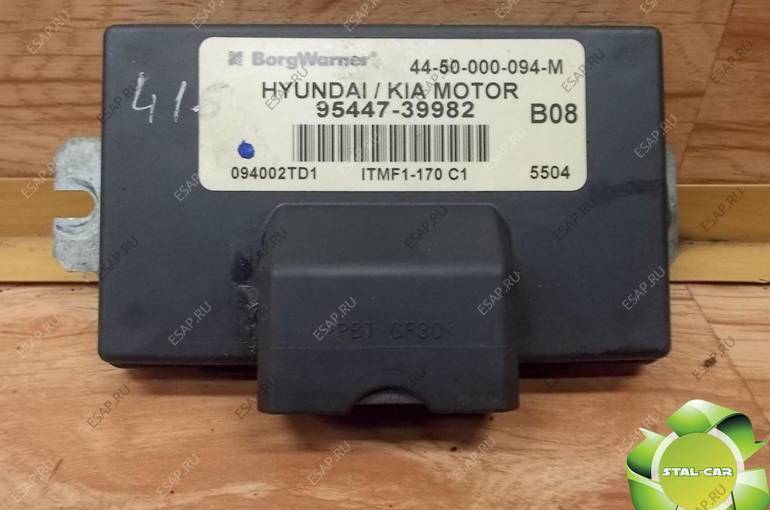 BorgWarner
44-50-000-094-M
HYUNDAI / KIA MOTOR
95447-39982
B08
094002TD1
ITMF1-170 C1
5504
>PBT GF30<
STAL-CAR
ESAP.RU